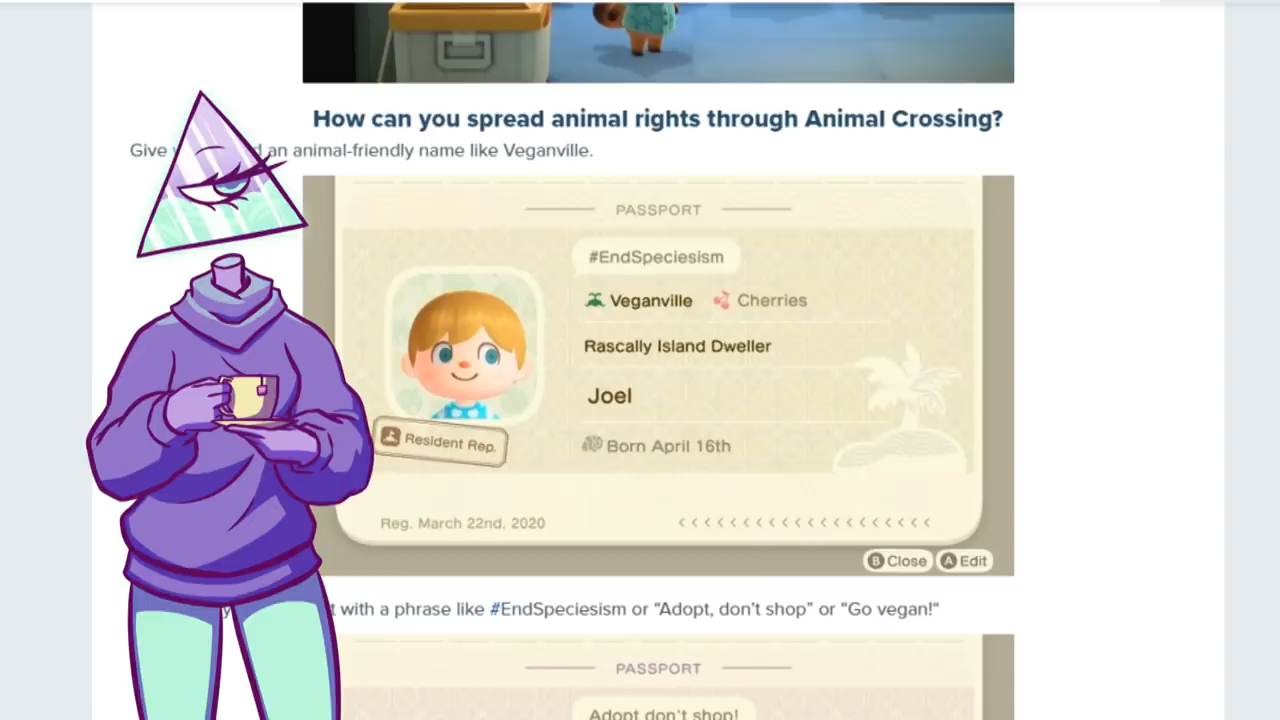 How can you spread animal rights through Animal Crossing?
Give an animal-friendly name like Veganville.
PASSPORT
#EndSpeciesism
Veganville Cherries
Rascally Island Dweller
Joel
Resident Rep.
Born April 16th
Reg. March 22nd, 2020
B Close A Edit
with a phrase like #EndSpeciesism or “Adopt, don’t shop” or “Go vegan!“
PASSPORT
Adopt don't shop!